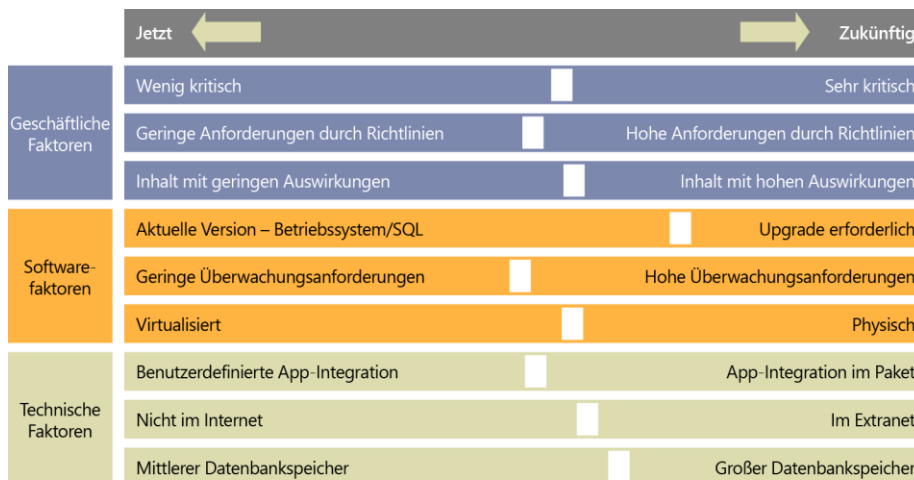 Jetzt
Zukünftig
Geschäftliche
Faktoren
Wenig kritisch
Sehr kritisch
Geringe Anforderungen durch Richtlinien
Hohe Anforderungen durch Richtlinien
Inhalt mit geringen Auswirkungen
Inhalt mit hohen Auswirkungen
Software-
faktoren
Aktuelle Version – Betriebssystem/SQL
Upgrade erforderlich
Geringe Überwachungsanforderungen
Hohe Überwachungsanforderungen
Virtualisiert
Physisch
Technische
Faktoren
Benutzerdefinierte App-Integration
App-Integration im Paket
Nicht im Internet
Im Extranet
Mittlerer Datenbankspeicher
Großer Datenbankspeicher